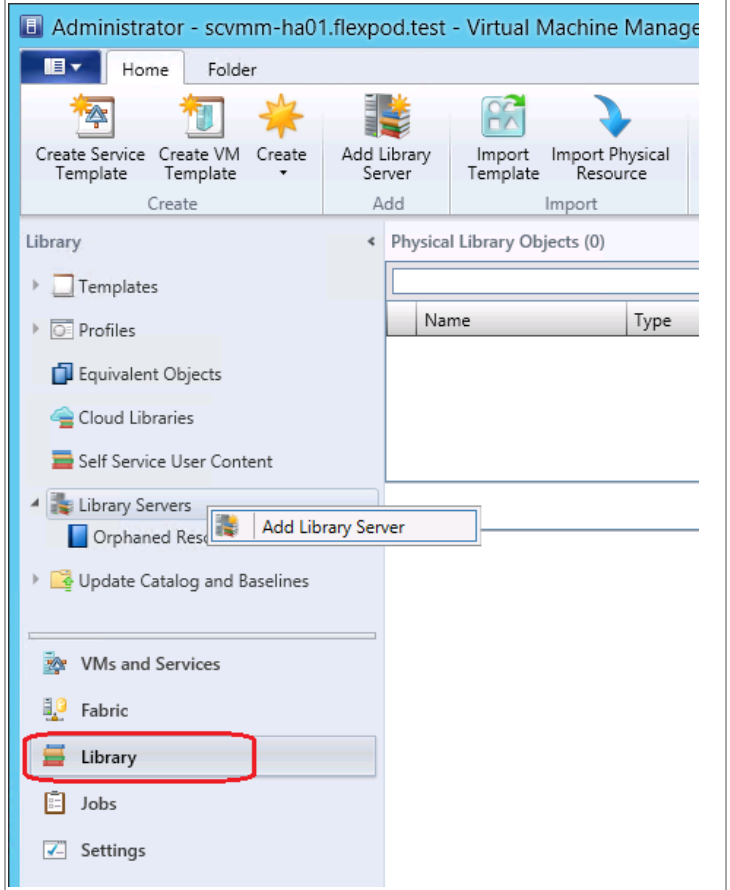 Administrator - scvmm-ha01.flexpod.test - Virtual Machine Manage
Home Folder
Create Service Template
Create VM Template
Create
Add Library Server
Import Template
Import Physical Resource
Create
Add
Import
Library
Physical Library Objects (0)
Templates
Name Type
Profiles
Equivalent Objects
Cloud Libraries
Self Service User Content
Library Servers
Add Library Server
Orphaned Reso
Update Catalog and Baselines
VMs and Services
Fabric
Library
Jobs
Settings